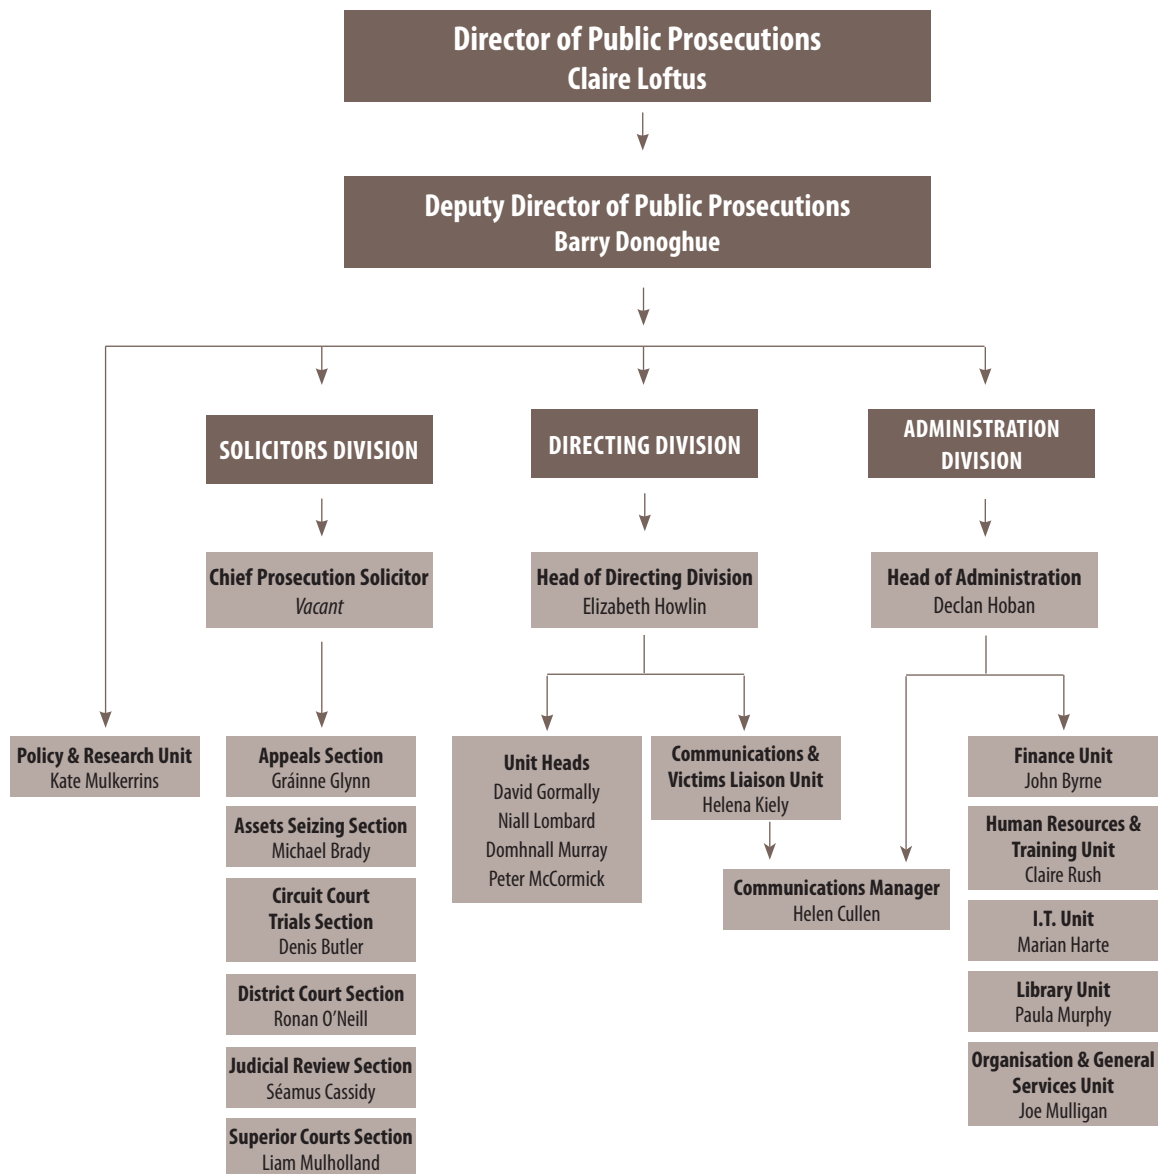 Director of Public Prosecutions
Claire Loftus
Deputy Director of Public Prosecutions
Barry Donoghue
SOLICITORS DIVISION
DIRECTING DIVISION
ADMINISTRATION
DIVISION
Chief Prosecution Solicitor
Vacant
Head of Directing Division
Elizabeth Howlin
Head of Administration
Declan Hoban
Policy & Research Unit
Kate Mulkerrins
Appeals Section
Gráinne Glynn
Assets Seizing Section
Michael Brady
Circuit Court
Trials Section
Denis Butler
District Court Section
Ronan O’Neill
Judicial Review Section
Séamus Cassidy
Superior Courts Section
Liam Mulholland
Unit Heads
David Gormally
Niall Lombard
Domhnall Murray
Peter McCormick
Communications &
Victims Liaison Unit
Helena Kiely
Communications Manager
Helen Cullen
Finance Unit
John Byrne
Human Resources &
Training Unit
Claire Rush
I.T. Unit
Marian Harte
Library Unit
Paula Murphy
Organisation & General
Services Unit
Joe Mulligan